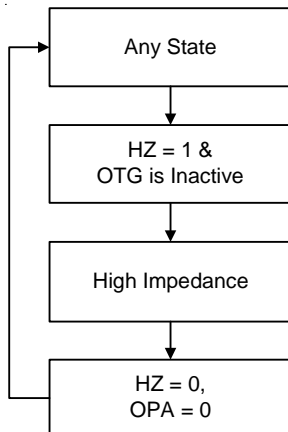 Any State
HZ = 1 &
OTG is Inactive
High Impedance
HZ = 0,
OPA = 0